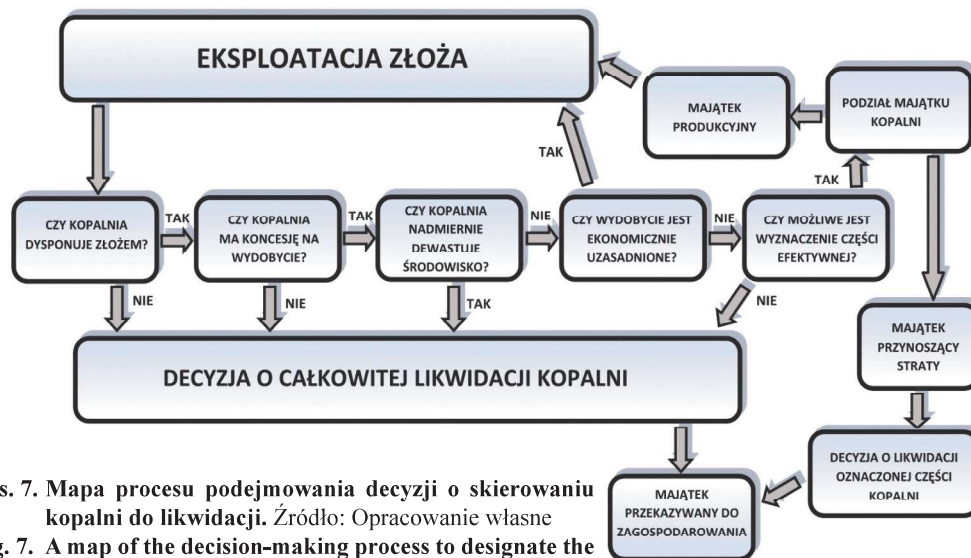 EKSPLOATACJA ZŁOŻA
MAJĄTEK
PRODUKCYJNY
PODZIAŁ MAJĄTKU
KOPALNI
TAK
TAK
CZY KOPALNIA
DYSPONUJE ZŁOŻEM?
TAK
CZY KOPALNIA
MA KONCESJĘ NA
WYDOBYCIE?
TAK
CZY KOPALNIA
NADMIERNIE
DEWASTUJE
ŚRODOWISKO?
NIE
CZY WYDOBYCIE JEST
EKONOMICZNIE
UZASADNIONE?
NIE
CZY MOŻLIWE JEST
WYZNACZENIE CZĘŚCI
EFEKTYWNEJ?
NIE
NIE
TAK
NIE
DECYZJA O CAŁKOWITEJ LIKWIDACJI KOPALNI
MAJĄTEK
PRZYNOSZĄCY
STRATY
DECYZJA O LIKWIDACJI
OZNACZONEJ CZĘŚCI
KOPALNI
MAJĄTEK
PRZEKAZYWANY DO
ZAGOSPODAROWANIA
s. 7. Mapa procesu podejmowania decyzji o skierowaniu
kopalni do likwidacji. Źródło: Opracowanie własne
g. 7. A map of the decision-making process to designate the